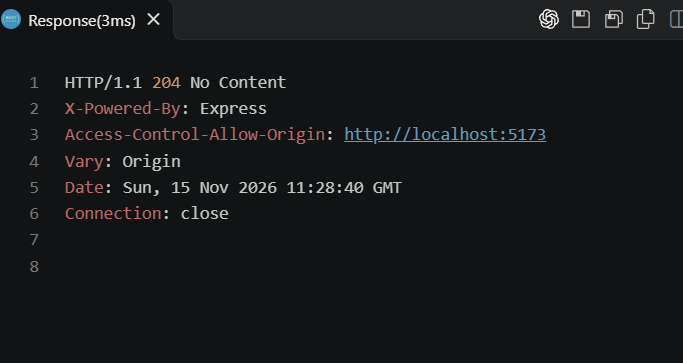 Response(3ms)
1 HTTP/1.1 204 No Content
2 X-Powered-By: Express
3 Access-Control-Allow-Origin: http://localhost:5173
4 Vary: Origin
5 Date: Sun, 15 Nov 2026 11:28:40 GMT
6 Connection: close
7
8